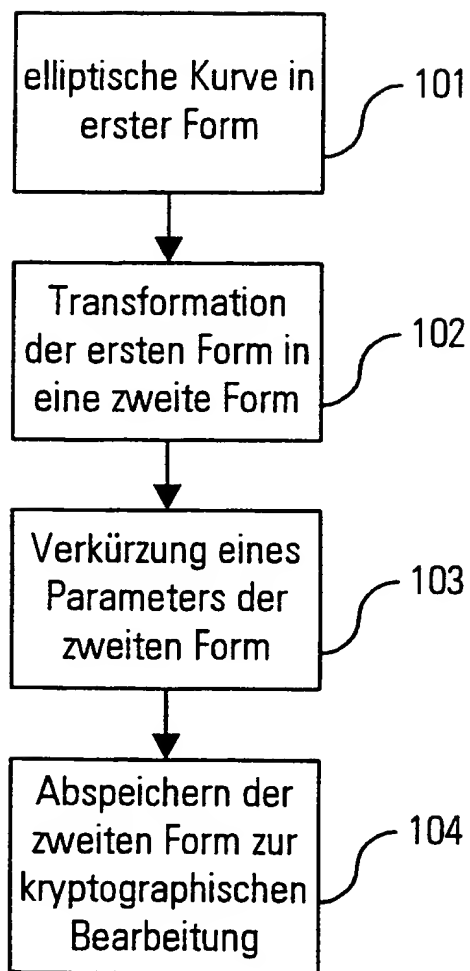 elliptische Kurve in
erster Form
101
Transformation
der ersten Form in
eine zweite Form
102
Verkürzung eines
Parameters der
zweiten Form
103
Abspeichern der
zweiten Form zur
kryptographischen
Bearbeitung
104